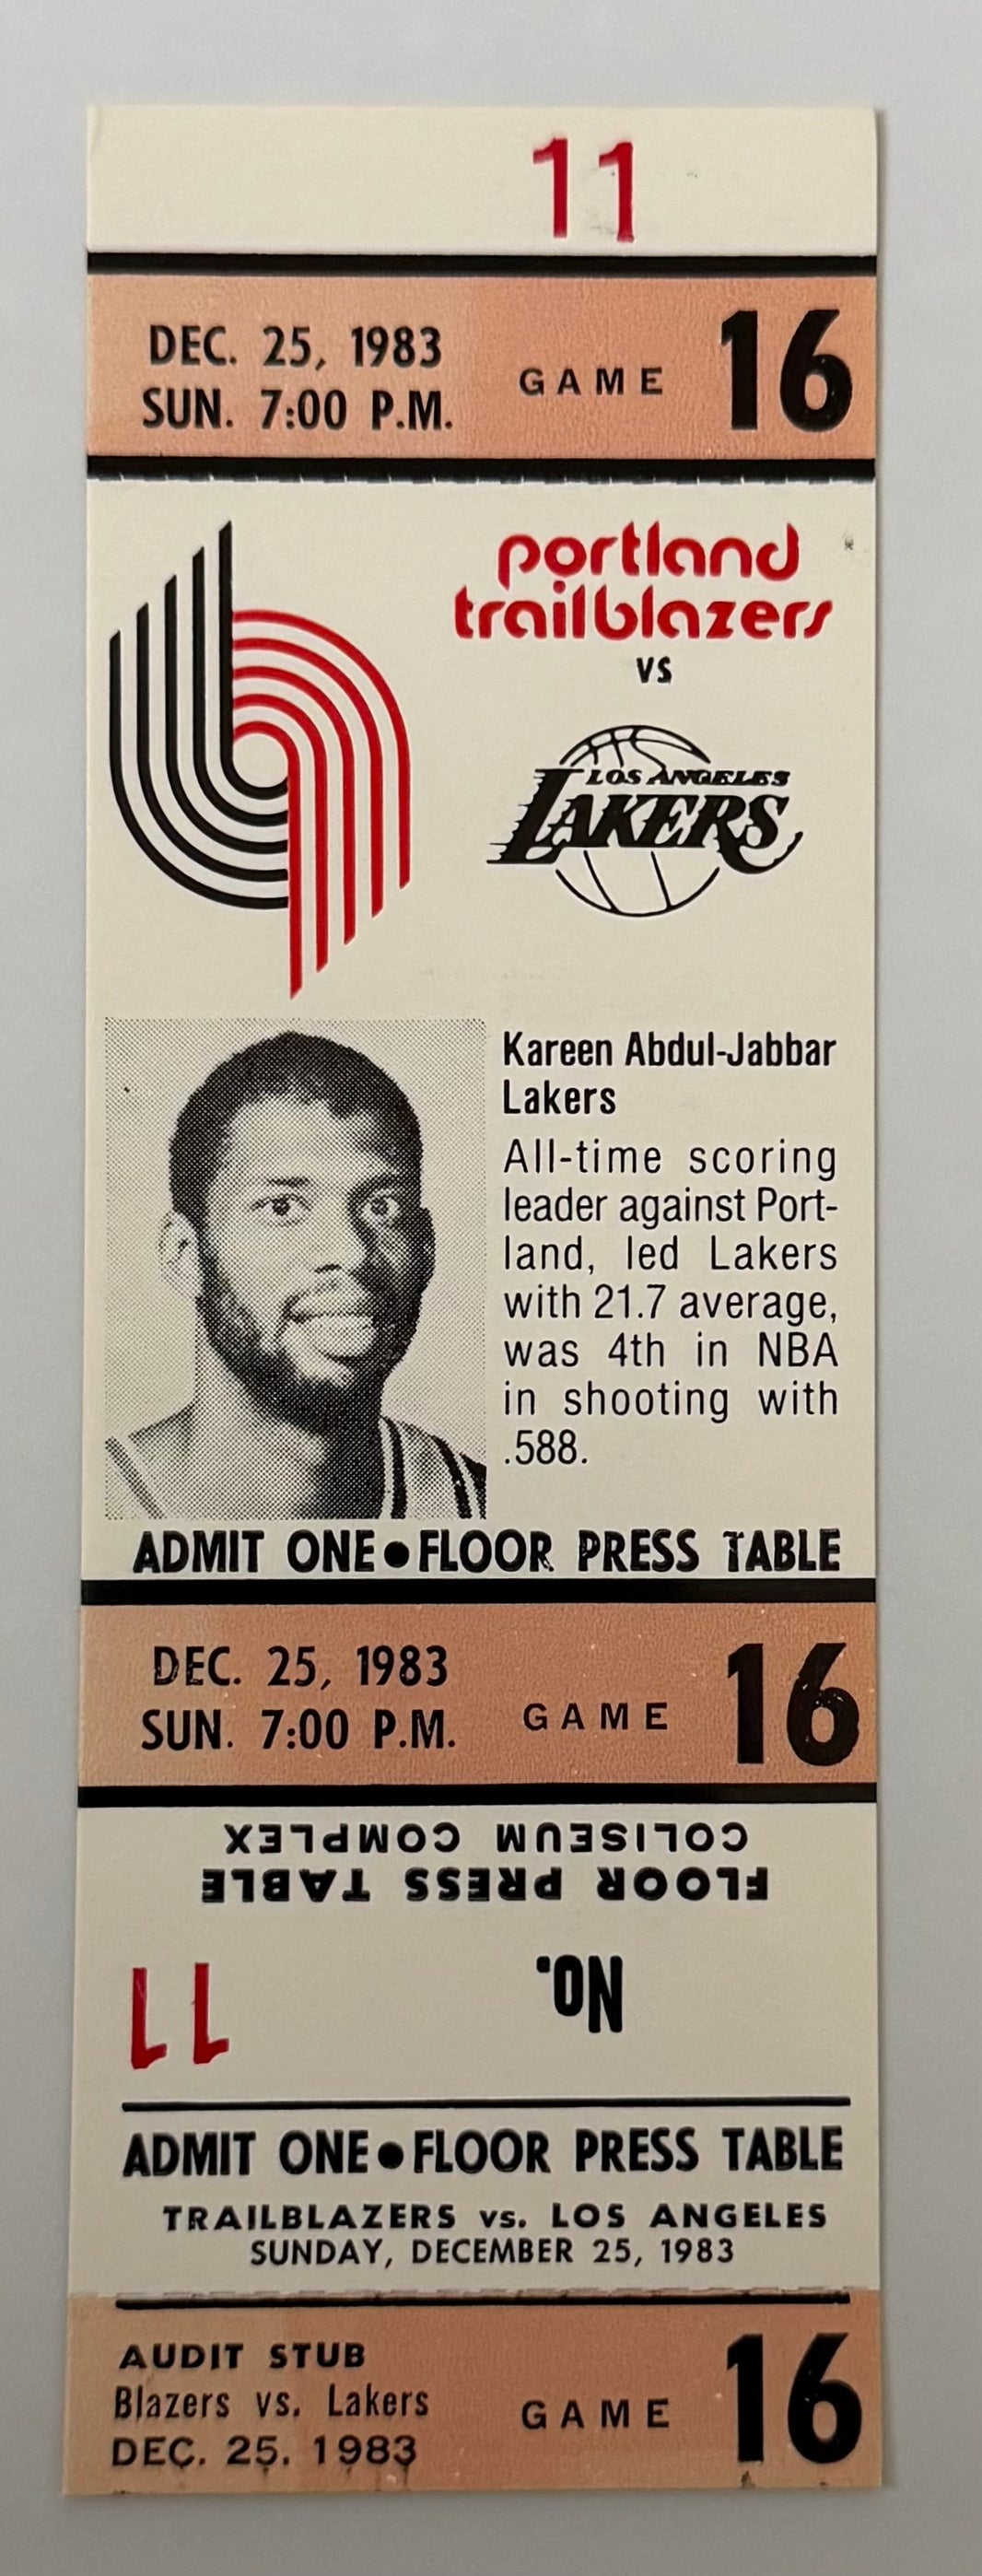 11
DEC. 25, 1983
SUN. 7:00 P.M.
GAME 16
portland
trailblazers
VS
LOS ANGELES
LAKERS
Kareen Abdul-Jabbar
Lakers
All-time scoring
leader against Port-
land, led Lakers
with 21.7 average,
was 4th in NBA
in shooting with
.588.
ADMIT ONE●FLOOR PRESS TABLE
DEC. 25, 1983
SUN. 7:00 P.M.
GAME 16
COLISEUM COMPLEX
FLOOR PRESS TABLE
No. 11
ADMIT ONE●FLOOR PRESS TABLE
TRAILBLAZERS vs. LOS ANGELES
SUNDAY, DECEMBER 25, 1983
AUDIT STUB
Blazers vs. Lakers
DEC. 25. 1983
GAME 16